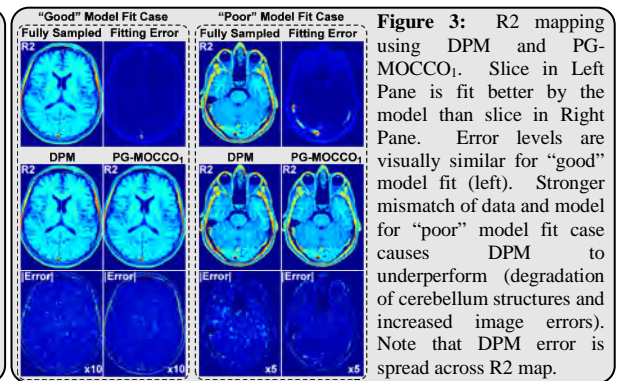 "Good" Model Fit Case
Fully Sampled Fitting Error
R2
DPM PG-MOCCO1
R2 R2
|Error| |Error|
x10 x10
"Poor" Model Fit Case
Fully Sampled Fitting Error
R2
DPM PG-MOCCO1
R2 R2
|Error| |Error|
x5 x5
Figure 3: R2 mapping
using DPM and PG-
MOCCO₁. Slice in Left
Pane is fit better by the
model than slice in Right
Pane. Error levels are
visually similar for "good"
model fit (left). Stronger
mismatch of data and model
for "poor" model fit case
causes DPM to
underperform (degradation
of cerebellum structures and
increased image errors).
Note that DPM error is
spread across R2 map.